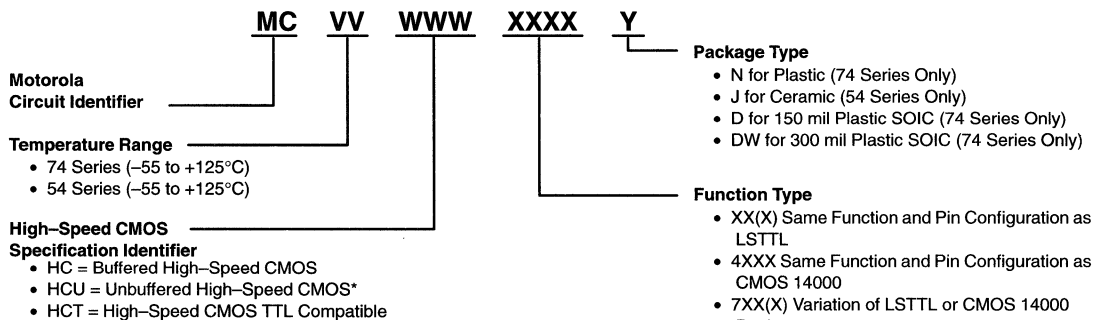 MC VV WWW XXXX Y
Motorola
Circuit Identifier
Temperature Range
• 74 Series (–55 to +125°C)
• 54 Series (–55 to +125°C)
High–Speed CMOS
Specification Identifier
• HC = Buffered High–Speed CMOS
• HCU = Unbuffered High–Speed CMOS*
• HCT = High–Speed CMOS TTL Compatible
Package Type
• N for Plastic (74 Series Only)
• J for Ceramic (54 Series Only)
• D for 150 mil Plastic SOIC (74 Series Only)
• DW for 300 mil Plastic SOIC (74 Series Only)
Function Type
• XX(X) Same Function and Pin Configuration as
LSTTL
• 4XXX Same Function and Pin Configuration as
CMOS 14000
• 7XX(X) Variation of LSTTL or CMOS 14000